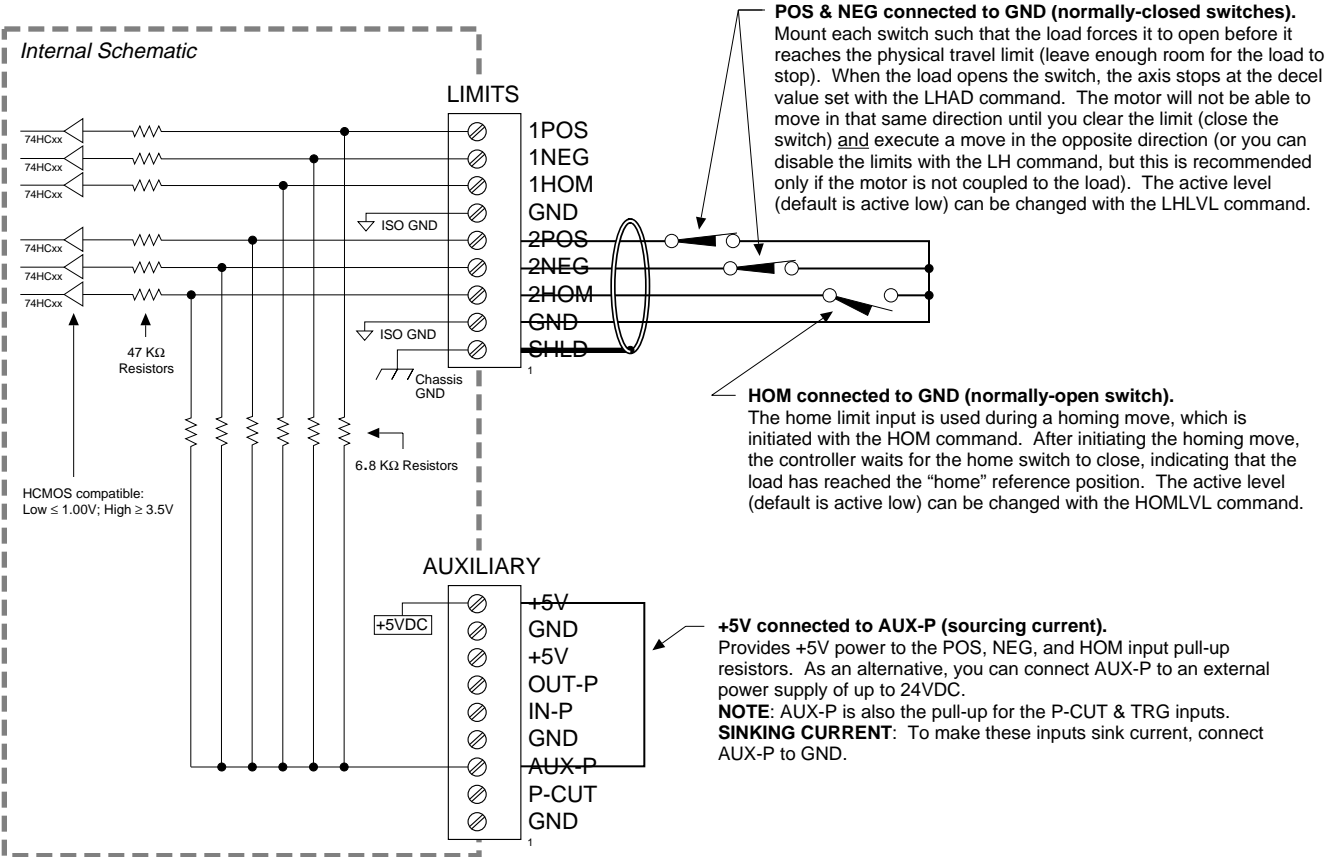 POS & NEG connected to GND (normally-closed switches).
Mount each switch such that the load forces it to open before it
reaches the physical travel limit (leave enough room for the load to
stop). When the load opens the switch, the axis stops at the decel
value set with the LHAD command. The motor will not be able to
move in that same direction until you clear the limit (close the
switch) and execute a move in the opposite direction (or you can
disable the limits with the LH command, but this is recommended
only if the motor is not coupled to the load). The active level
(default is active low) can be changed with the LHLVL command.
Internal Schematic
LIMITS
74HCxx
1POS
74HCxx
1NEG
74HCxx
1HOM
ISO GND
GND
74HCxx
2POS
74HCxx
2NEG
74HCxx
2HOM
ISO GND
GND
SHLD
1
Chassis
GND
47 KΩ
Resistors
6.8 KΩ Resistors
HCMOS compatible:
Low ≤ 1.00V; High ≥ 3.5V
HOM connected to GND (normally-open switch).
The home limit input is used during a homing move, which is
initiated with the HOM command. After initiating the homing move,
the controller waits for the home switch to close, indicating that the
load has reached the “home” reference position. The active level
(default is active low) can be changed with the HOMLVL command.
AUXILIARY
+5VDC
+5V
GND
+5V
OUT-P
IN-P
GND
AUX-P
P-CUT
GND
1
+5V connected to AUX-P (sourcing current).
Provides +5V power to the POS, NEG, and HOM input pull-up
resistors. As an alternative, you can connect AUX-P to an external
power supply of up to 24VDC.
NOTE: AUX-P is also the pull-up for the P-CUT & TRG inputs.
SINKING CURRENT: To make these inputs sink current, connect
AUX-P to GND.